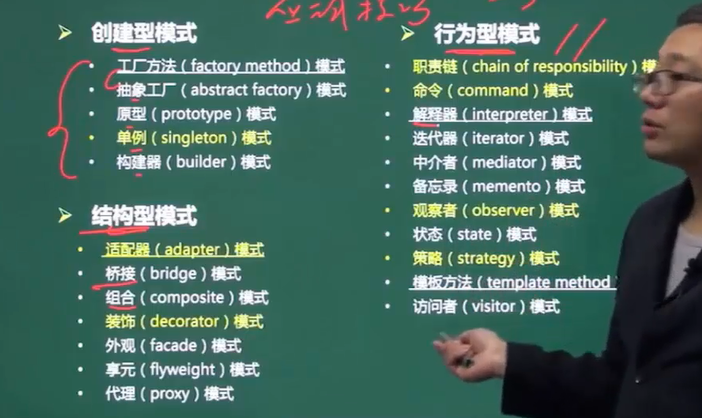 创建型模式
工厂方法（factory method）模式
抽象工厂（abstract factory）模式
原型（prototype）模式
单例（singleton）模式
构建器（builder）模式
结构型模式
适配器（adapter）模式
桥接（bridge）模式
组合（composite）模式
装饰（decorator）模式
外观（facade）模式
享元（flyweight）模式
代理（proxy）模式
行为型模式
职责链（chain of responsibility）模
命令（command）模式
解释器（interpreter）模式
迭代器（iterator）模式
中介者（mediator）模式
备忘录（memento）模式
观察者（observer）模式
状态（state）模式
策略（strategy）模式
模板方法（template method
访问者（visitor）模式